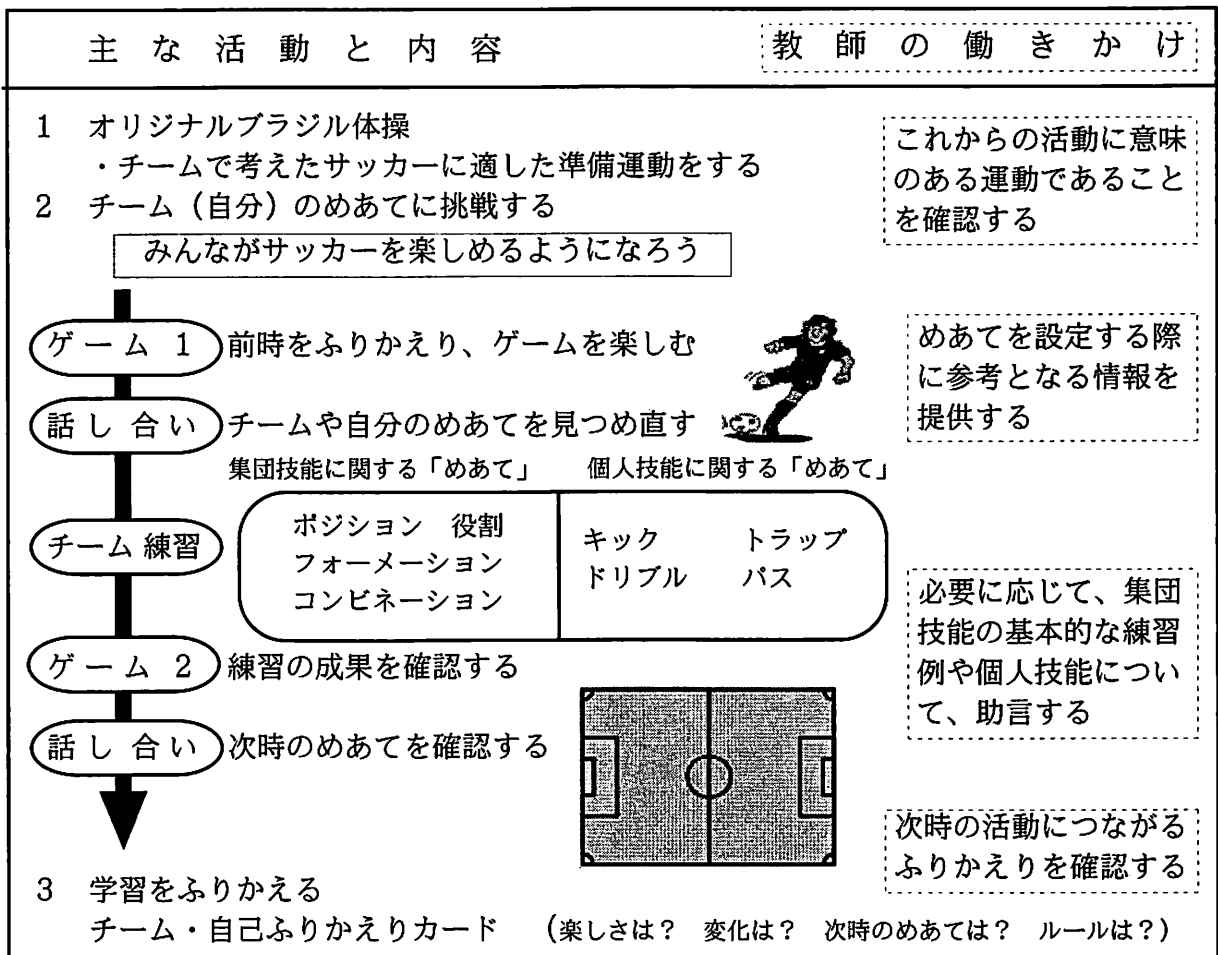 主な活動と内容
教師の働きかけ
1 オリジナルブラジル体操
・チームで考えたサッカーに適した準備運動をする
2 チーム（自分）のめあてに挑戦する
これからの活動に意味
のある運動であること
を確認する
みんながサッカーを楽しめるようになろう
ゲーム 1 前時をふりかえり、ゲームを楽しむ
めあてを設定する際
に参考となる情報を
提供する
話し合い チームや自分のめあてを見つめ直す
集団技能に関する「めあて」 個人技能に関する「めあて」
チーム練習
ポジション 役割
フォーメーション
コンビネーション
キック トラップ
ドリブル パス
必要に応じて、集団
技能の基本的な練習
例や個人技能につい
て、助言する
ゲーム 2 練習の成果を確認する
話し合い 次時のめあてを確認する
次時の活動につながる
ふりかえりを確認する
3 学習をふりかえる
チーム・自己ふりかえりカード （楽しさは？ 変化は？ 次時のめあては？ ルールは？）